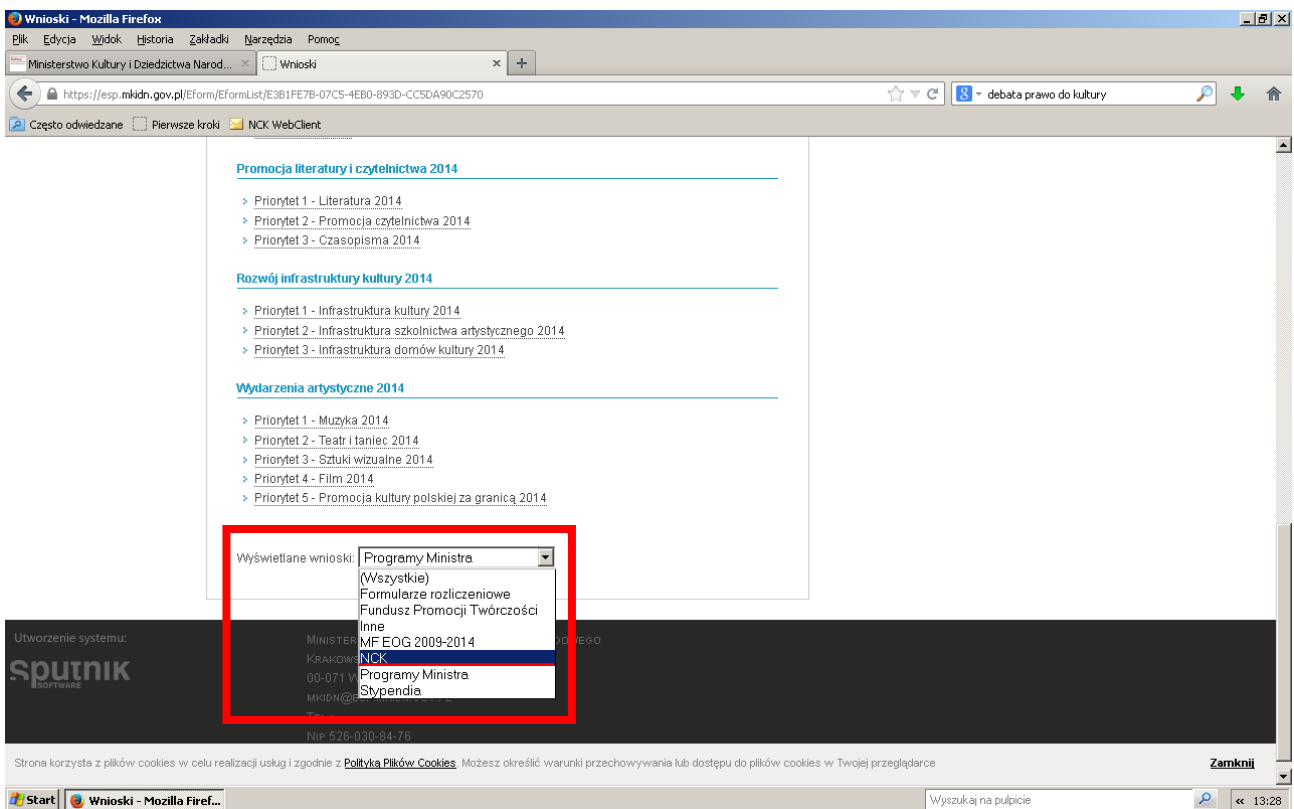 Wnioski - Mozilla Firefox
Plik Edycja Widok Historia Zakładki Narzędzia Pomoc
Ministerstwo Kultury i Dziedzictwa Narod... Wnioski
https://esp.mkidn.gov.pl/Eform/EformList/E3B1FE7B-07C5-4EB0-893D-CC5DA90C2570 debata prawo do kultury
Często odwiedzane Pierwsze kroki NCK WebClient
Promocja literatury i czytelnictwa 2014
Priorytet 1 - Literatura 2014
Priorytet 2 - Promocja czytelnictwa 2014
Priorytet 3 - Czasopisma 2014
Rozwój infrastruktury kultury 2014
Priorytet 1 - Infrastruktura kultury 2014
Priorytet 2 - Infrastruktura szkolnictwa artystycznego 2014
Priorytet 3 - Infrastruktura domów kultury 2014
Wydarzenia artystyczne 2014
Priorytet 1 - Muzyka 2014
Priorytet 2 - Teatr i taniec 2014
Priorytet 3 - Sztuki wizualne 2014
Priorytet 4 - Film 2014
Priorytet 5 - Promocja kultury polskiej za granicą 2014
Wyświetlane wnioski: Programy Ministra
(Wszystkie)
Formularze rozliczeniowe
Fundusz Promocji Twórczości
Inne
MF EOG 2009-2014
NCK
Programy Ministra
Stypendia
Utworzenie systemu:
sputnik
SOFTWARE
00-071
NIP 526-030-84-76
Strona korzysta z plików cookies w celu realizacji usług i zgodnie z Polityką Plików Cookies. Możesz określić warunki przechowywania lub dostępu do plików cookies w Twojej przeglądarce Zamknij
Start Wnioski - Mozilla Firef... Wyszukaj na pulpicie « 13:28